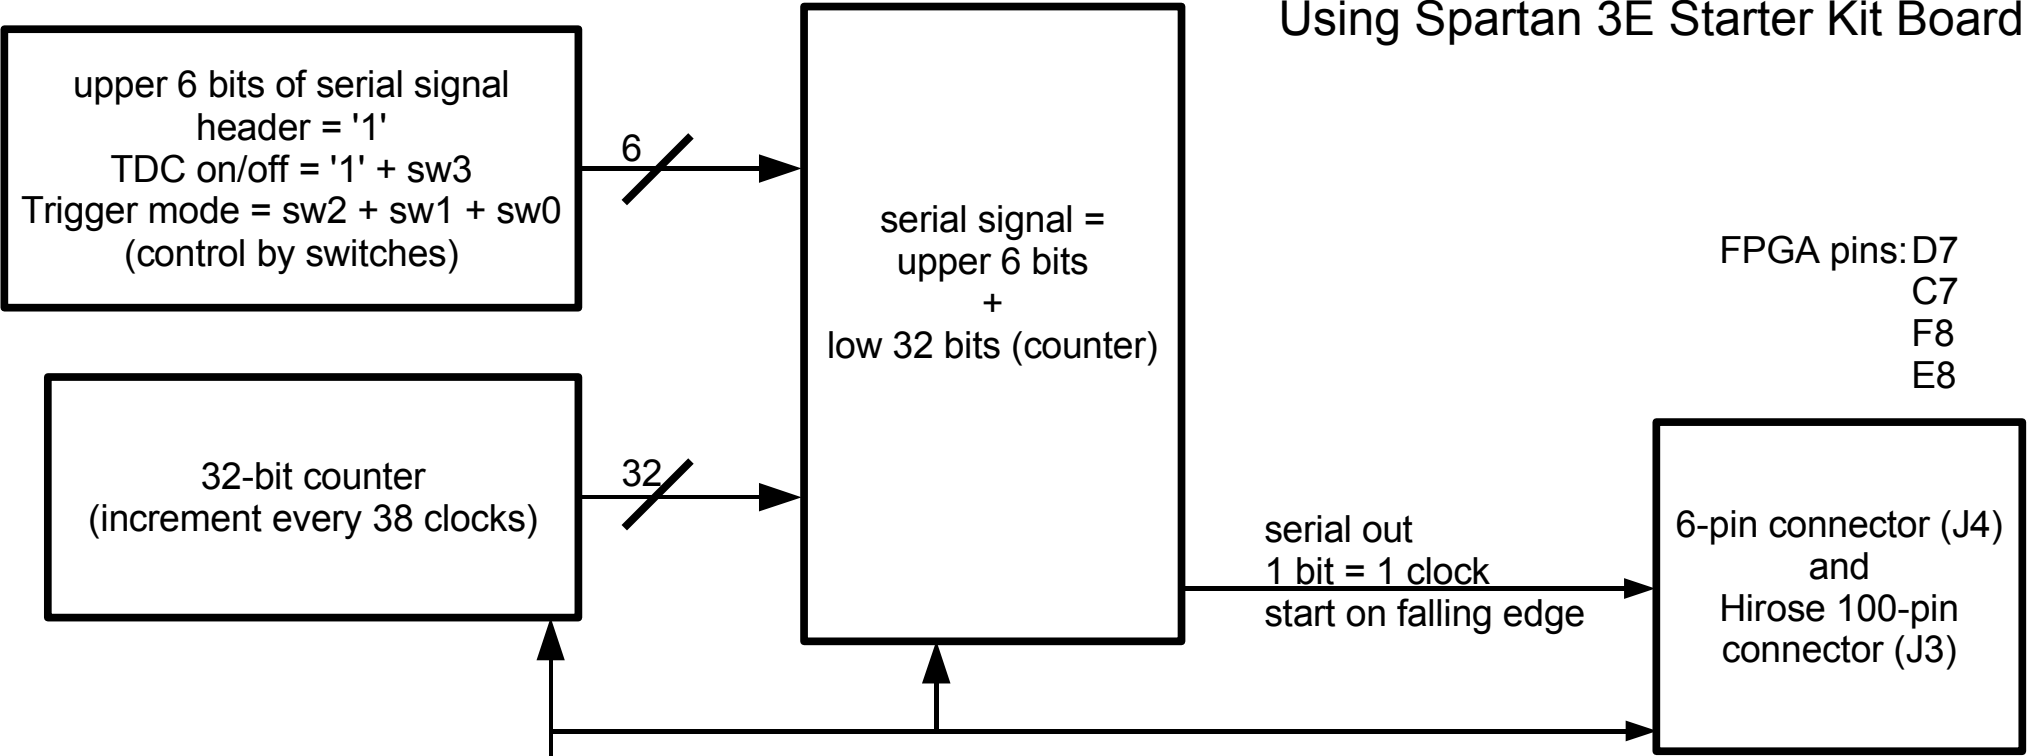 Using Spartan 3E Starter Kit Board
upper 6 bits of serial signal
header = '1'
TDC on/off = '1' + sw3
Trigger mode = sw2 + sw1 + sw0
(control by switches)
6
serial signal =
upper 6 bits
+
low 32 bits (counter)
FPGA pins: D7
C7
F8
E8
32-bit counter
(increment every 38 clocks)
32
serial out
1 bit = 1 clock
start on falling edge
6-pin connector (J4)
and
Hirose 100-pin
connector (J3)